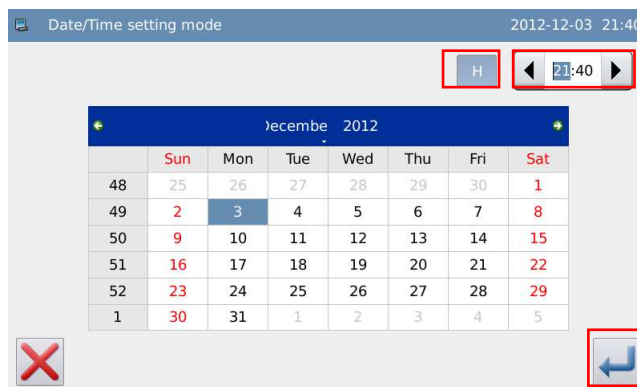 Date/Time setting mode 2012-12-03 21:40
H 21:40
Decembe 2012
Sun Mon Tue Wed Thu Fri Sat
48 25 26 27 28 29 30 1
49 2 3 4 5 6 7 8
50 9 10 11 12 13 14 15
51 16 17 18 19 20 21 22
52 23 24 25 26 27 28 29
1 30 31 1 2 3 4 5